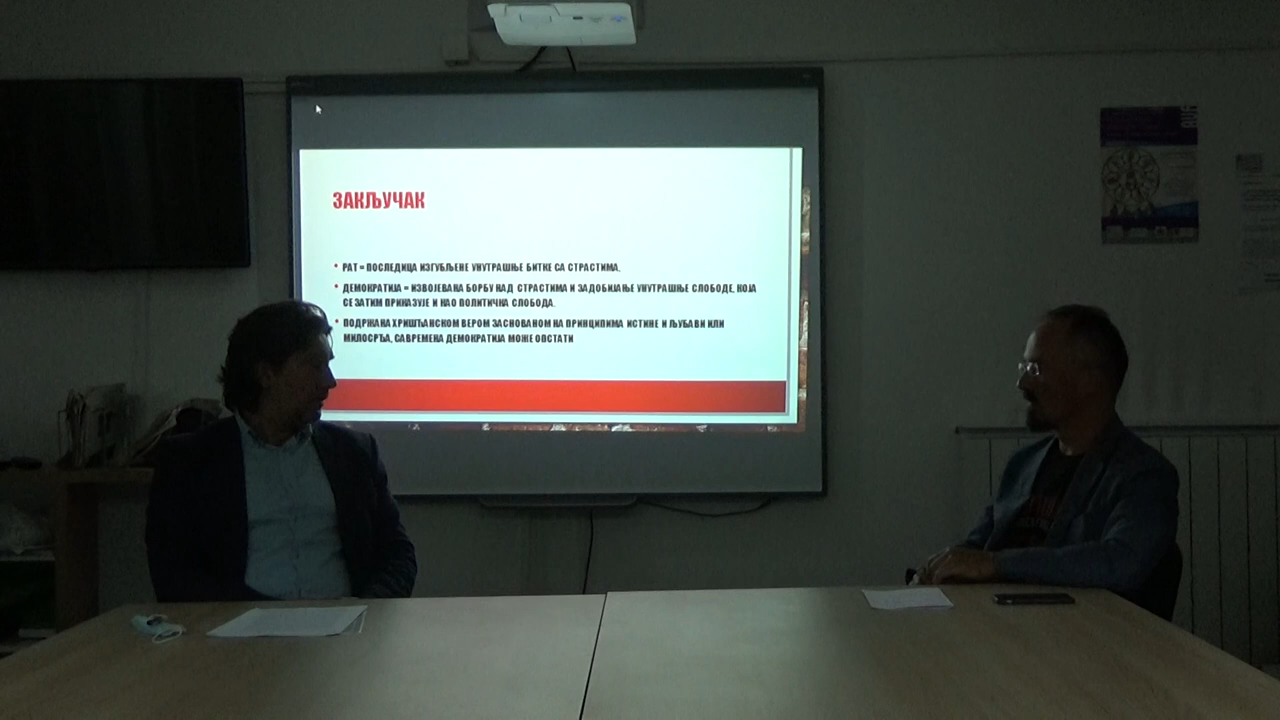 ЗАКЉУЧАК
• РАТ = ПОСЛЕДИЦА ИЗГУБЉЕНЕ УНУТРАШЊЕ БИТКЕ СА СТРАСТИМА.
• ДЕМОКРАТИЈА = ИЗВОЈЕВАНА БОРБУ НАД СТРАСТИМА И ЗАДОБИЈАЊЕ УНУТРАШЊЕ СЛОБОДЕ, КОЈА
СЕ ЗАТИМ ПРИКАЗУЈЕ И КАО ПОЛИТИЧКА СЛОБОДА.
• ПОДРЖАНА ХРИШЋАНСКОМ ВЕРОМ ЗАСНОВАНОМ НА ПРИНЦИПИМА ИСТИНЕ И ЉУБАВИ ИЛИ
МИЛОСРЂА, САВРЕМЕНА ДЕМОКРАТИЈА МОЖЕ ОПСТАТИ